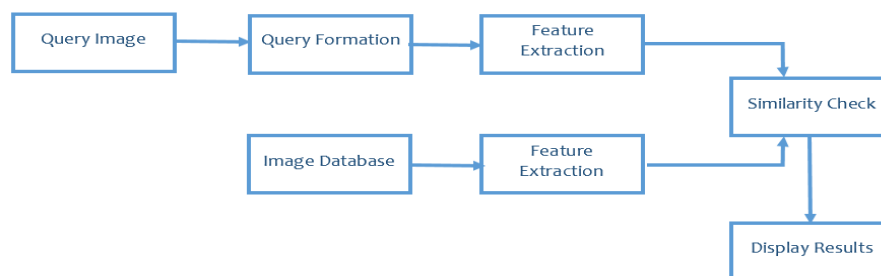 Query Image
Query Formation
Feature
Extraction
Similarity Check
Image Database
Feature
Extraction
Display Results